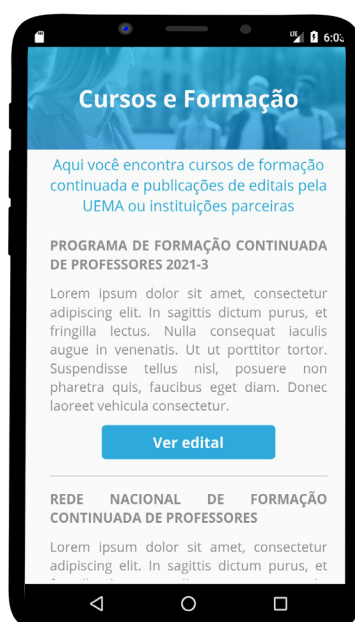 LTE 6:03
Cursos e Formação
Aqui você encontra cursos de formação
continuada e publicações de editais pela
UEMA ou instituições parceiras
PROGRAMA DE FORMAÇÃO CONTINUADA
DE PROFESSORES 2021-3
Lorem ipsum dolor sit amet, consectetur
adipiscing elit. In sagittis dictum purus, et
fringilla lectus. Nulla consequat iaculis
augue in venenatis. Ut ut porttitor tortor.
Suspendisse tellus nisl, posuere non
pharetra quis, faucibus eget diam. Donec
laoreet vehicula consectetur.
Ver edital
REDE NACIONAL DE FORMAÇÃO
CONTINUADA DE PROFESSORES
Lorem ipsum dolor sit amet, consectetur
adipiscing elit. In sagittis dictum purus, et